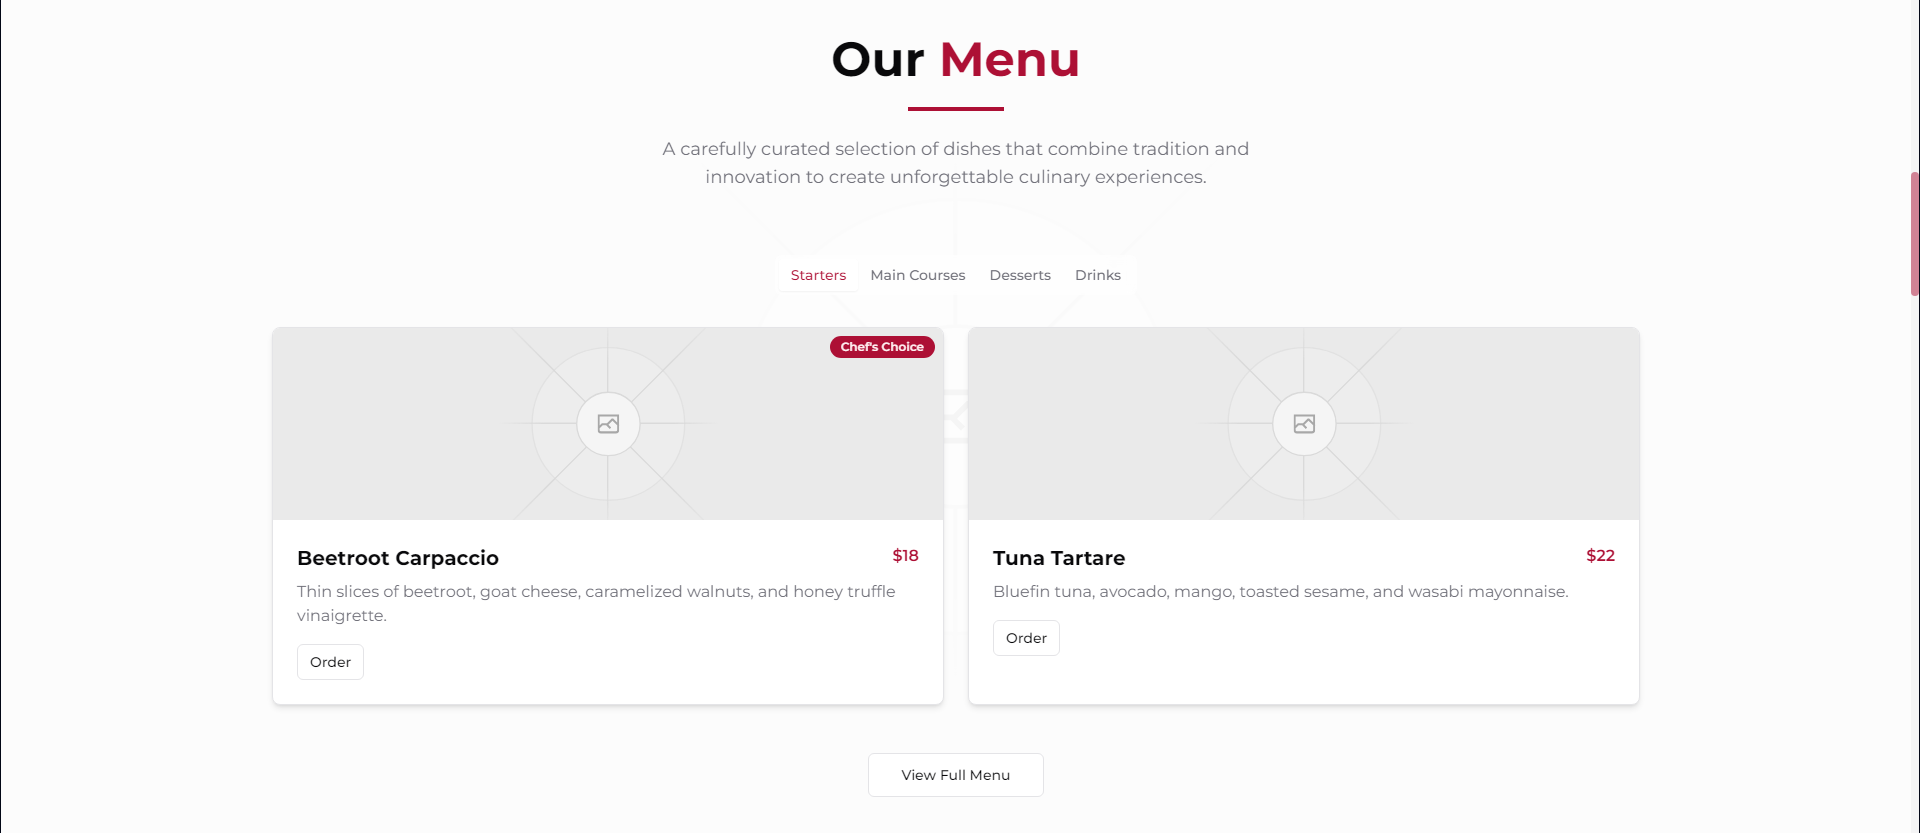 Our Menu
A carefully curated selection of dishes that combine tradition and
innovation to create unforgettable culinary experiences.
Starters
Main Courses
Desserts
Drinks
Chef's Choice
Beetroot Carpaccio
$18
Thin slices of beetroot, goat cheese, caramelized walnuts, and honey truffle
vinaigrette.
Order
Tuna Tartare
$22
Bluefin tuna, avocado, mango, toasted sesame, and wasabi mayonnaise.
Order
View Full Menu